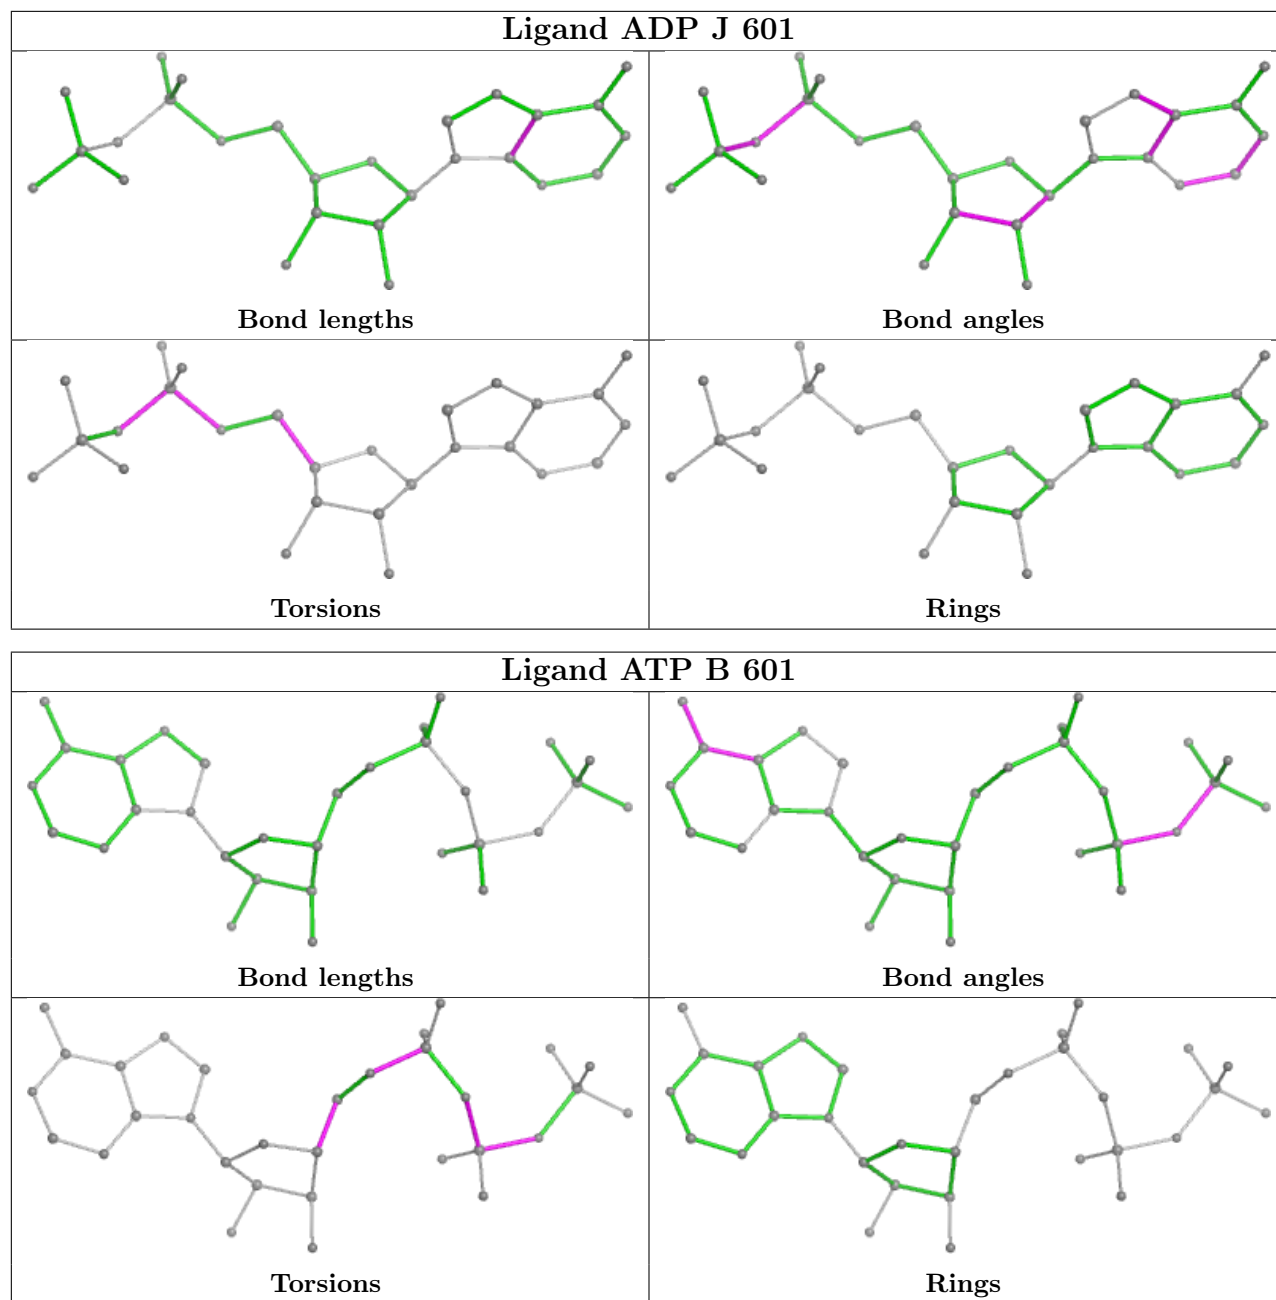 Ligand ADP J 601
Bond lengths
Bond angles
Torsions
Rings
Ligand ATP B 601
Bond lengths
Bond angles
Torsions
Rings